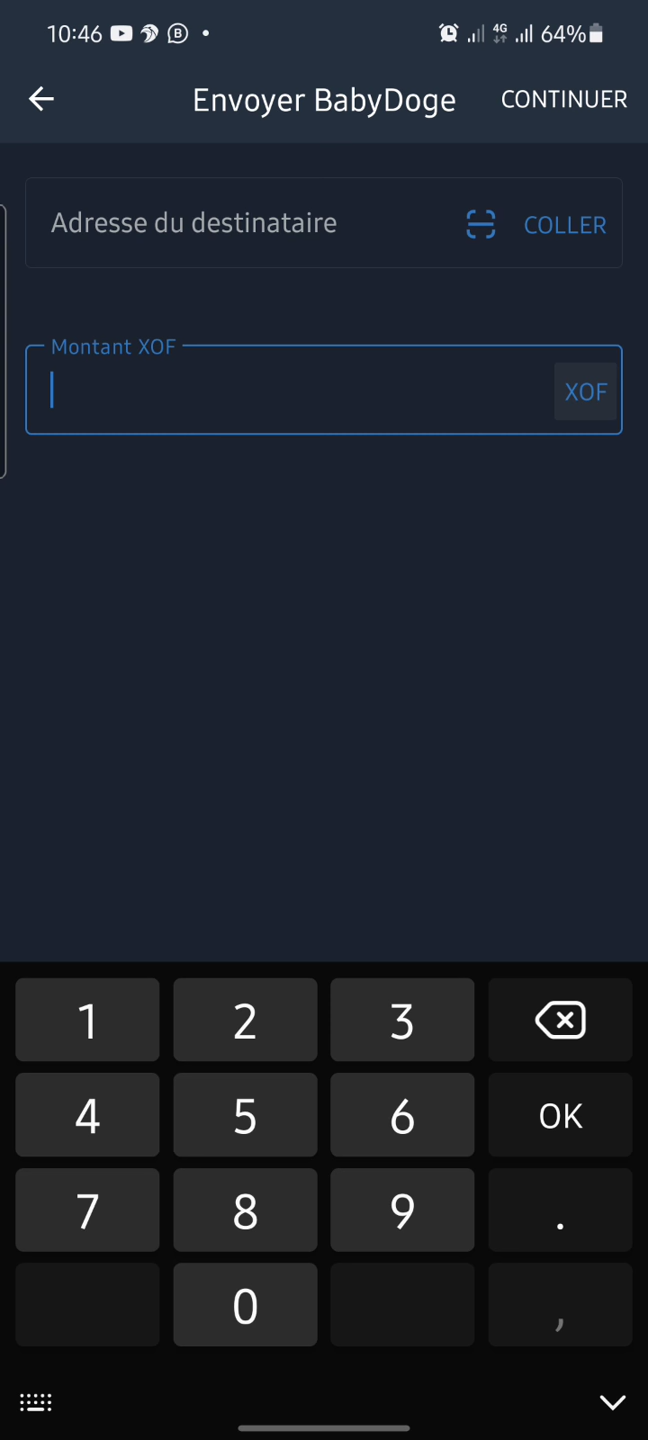 10:46 4G 64%
Envoyer BabyDoge CONTINUER
Adresse du destinataire COLLER
Montant XOF
XOF
1 2 3
4 5 6 OK
7 8 9 .
0 ,